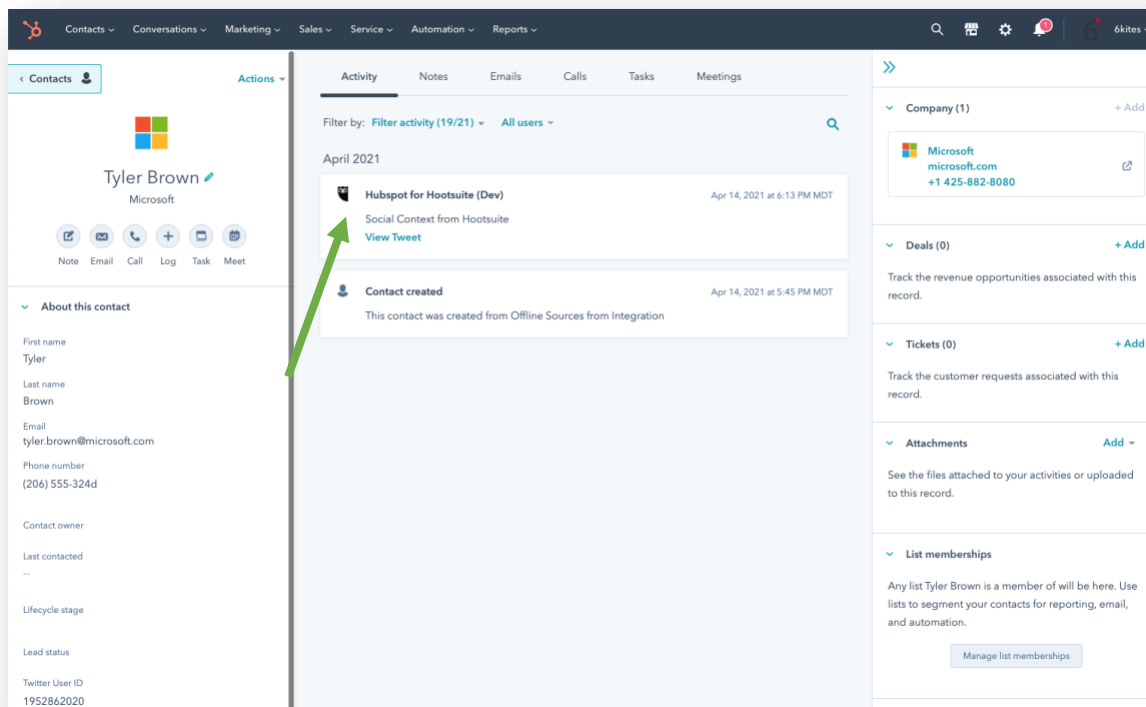 Contacts Conversations Marketing Sales Service Automation Reports 1 6kites
Contacts
Actions
Tyler Brown
Microsoft
Note Email Call Log Task Meet
About this contact
First name
Tyler
Last name
Brown
Email
tyler.brown@microsoft.com
Phone number
(206) 555-324d
Contact owner
Last contacted
--
Lifecycle stage
Lead status
Twitter User ID
1952862020
Activity Notes Emails Calls Tasks Meetings
Filter by: Filter activity (19/21) All users
April 2021
Hubspot for Hootsuite (Dev) Apr 14, 2021 at 6:13 PM MDT
Social Context from Hootsuite
View Tweet
Contact created Apr 14, 2021 at 5:45 PM MDT
This contact was created from Offline Sources from Integration
Company (1) + Add
Microsoft
microsoft.com
+1 425-882-8080
Deals (0) + Add
Track the revenue opportunities associated with this
record.
Tickets (0) + Add
Track the customer requests associated with this
record.
Attachments Add
See the files attached to your activities or uploaded
to this record.
List memberships
Any list Tyler Brown is a member of will be here. Use
lists to segment your contacts for reporting, email,
and automation.
Manage list memberships